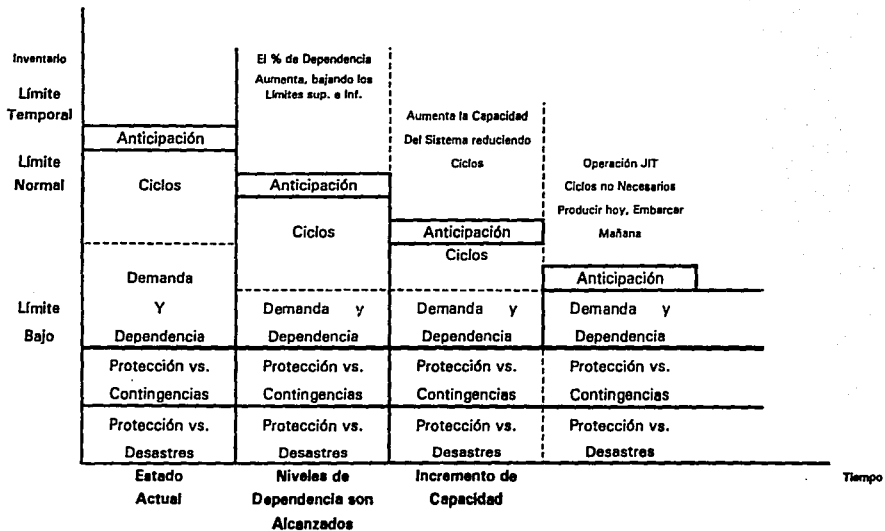 Inventario
Límite
Temporal
Límite
Normal
Límite
Bajo
Anticipación
Ciclos
Demanda
Y
Dependencia
Protección vs.
Contingencias
Protección vs.
Desastres
Estado
Actual
El % de Dependencia
Aumenta, bajando los
Límites sup. e Inf.
Anticipación
Ciclos
Demanda y
Dependencia
Protección vs.
Contingencias
Protección vs.
Desastres
Niveles de
Dependencia son
Alcanzados
Aumenta la Capacidad
Del Sistema reduciendo
Ciclos
Anticipación
Ciclos
Demanda y
Dependencia
Protección vs.
Contingencias
Protección vs.
Desastres
Incremento de
Capacidad
Operación JIT
Ciclos no Necesarios
Producir hoy, Embarcar
Mañana
Anticipación
Demanda y
Dependencia
Protección vs.
Contingencias
Protección vs.
Desastres
Tiempo